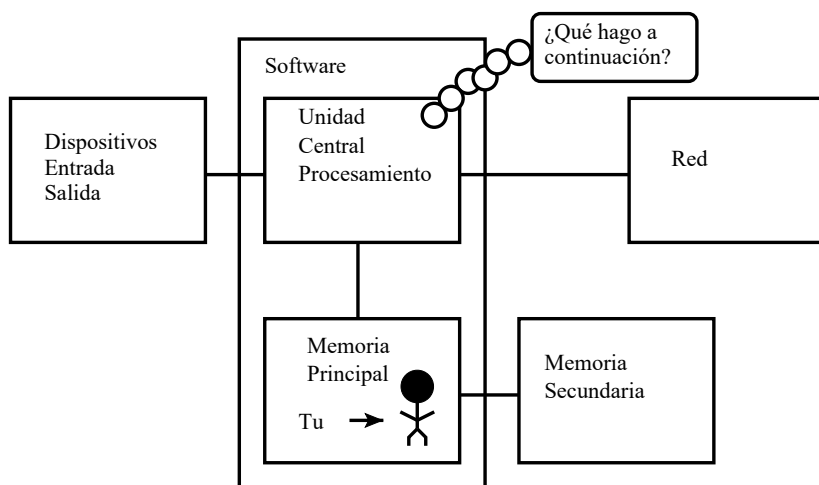 ¿Qué hago a
continuación?
Software
Unidad
Central
Procesamiento
Dispositivos
Entrada
Salida
Red
Memoria
Principal
Tu
Memoria
Secundaria